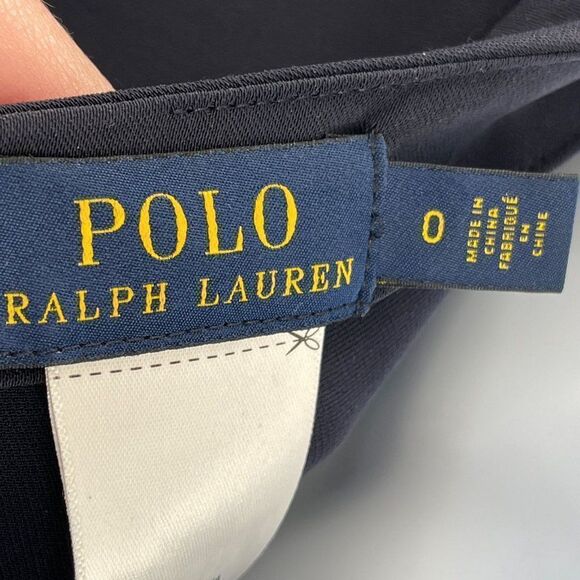 POLO
RALPH LAUREN
0
MADE IN
CHINA
FABRIQUÉ
EN
CHINE